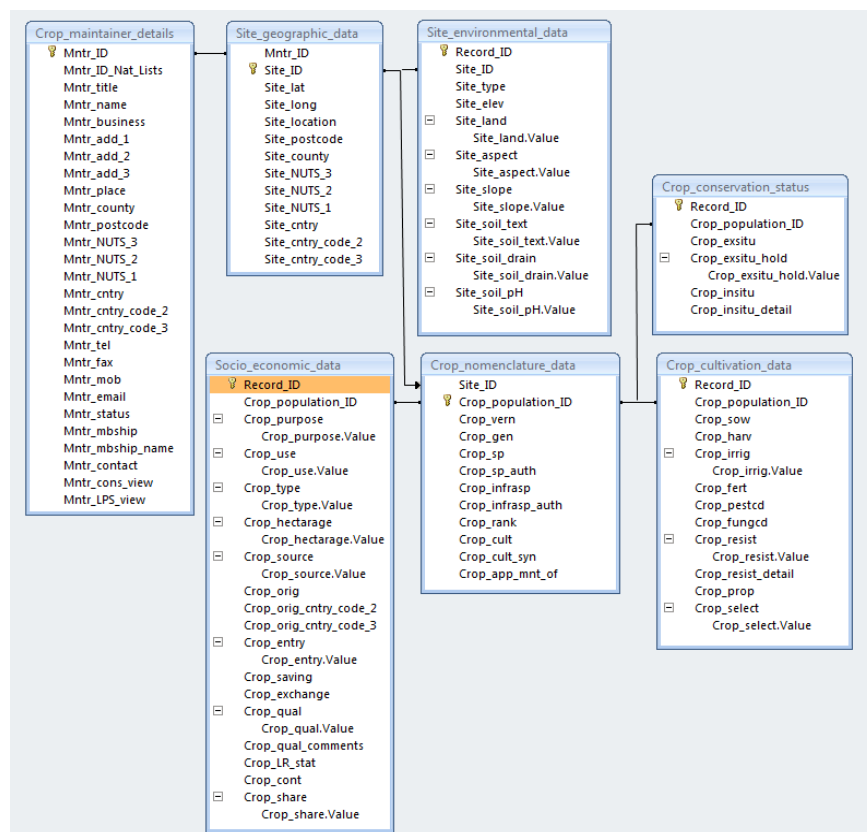 Crop_maintainer_details
Mntr_ID
Mntr_ID_Nat_Lists
Mntr_title
Mntr_name
Mntr_business
Mntr_add_1
Mntr_add_2
Mntr_add_3
Mntr_place
Mntr_county
Mntr_postcode
Mntr_NUTS_3
Mntr_NUTS_2
Mntr_NUTS_1
Mntr_cntry
Mntr_cntry_code_2
Mntr_cntry_code_3
Mntr_tel
Mntr_fax
Mntr_mob
Mntr_email
Mntr_status
Mntr_mbship
Mntr_mbship_name
Mntr_contact
Mntr_cons_view
Mntr_LPS_view
Site_geographic_data
Mntr_ID
Site_ID
Site_lat
Site_long
Site_location
Site_postcode
Site_county
Site_NUTS_3
Site_NUTS_2
Site_NUTS_1
Site_cntry
Site_cntry_code_2
Site_cntry_code_3
Site_environmental_data
Record_ID
Site_ID
Site_type
Site_elev
Site_land
Site_land.Value
Site_aspect
Site_aspect.Value
Site_slope
Site_slope.Value
Site_soil_text
Site_soil_text.Value
Site_soil_drain
Site_soil_drain.Value
Site_soil_pH
Site_soil_pH.Value
Crop_conservation_status
Record_ID
Crop_population_ID
Crop_exsitu
Crop_exsitu_hold
Crop_exsitu_hold.Value
Crop_insitu
Crop_insitu_detail
Socio_economic_data
Record_ID
Crop_population_ID
Crop_purpose
Crop_purpose.Value
Crop_use
Crop_use.Value
Crop_type
Crop_type.Value
Crop_hectarage
Crop_hectarage.Value
Crop_source
Crop_source.Value
Crop_orig
Crop_orig_cntry_code_2
Crop_orig_cntry_code_3
Crop_entry
Crop_entry.Value
Crop_saving
Crop_exchange
Crop_qual
Crop_qual.Value
Crop_qual_comments
Crop_LR_stat
Crop_cont
Crop_share
Crop_share.Value
Crop_nomenclature_data
Site_ID
Crop_population_ID
Crop_vern
Crop_gen
Crop_sp
Crop_sp_auth
Crop_infrasp
Crop_infrasp_auth
Crop_rank
Crop_cult
Crop_cult_syn
Crop_app_mnt_of
Crop_cultivation_data
Record_ID
Crop_population_ID
Crop_sow
Crop_harv
Crop_irrig
Crop_irrig.Value
Crop_fert
Crop_pestcd
Crop_fungcd
Crop_resist
Crop_resist.Value
Crop_resist_detail
Crop_prop
Crop_select
Crop_select.Value